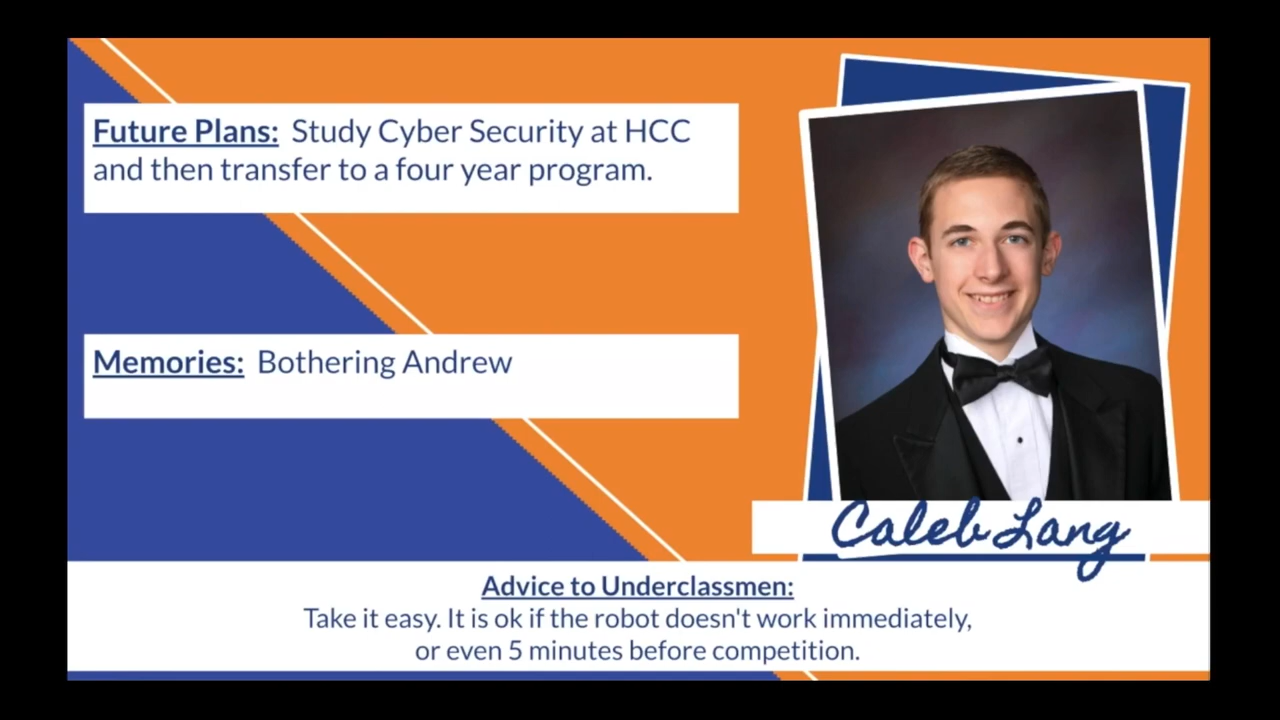 Future Plans: Study Cyber Security at HCC
and then transfer to a four year program.
Memories: Bothering Andrew
Caleb Lang
Advice to Underclassmen:
Take it easy. It is ok if the robot doesn't work immediately,
or even 5 minutes before competition.